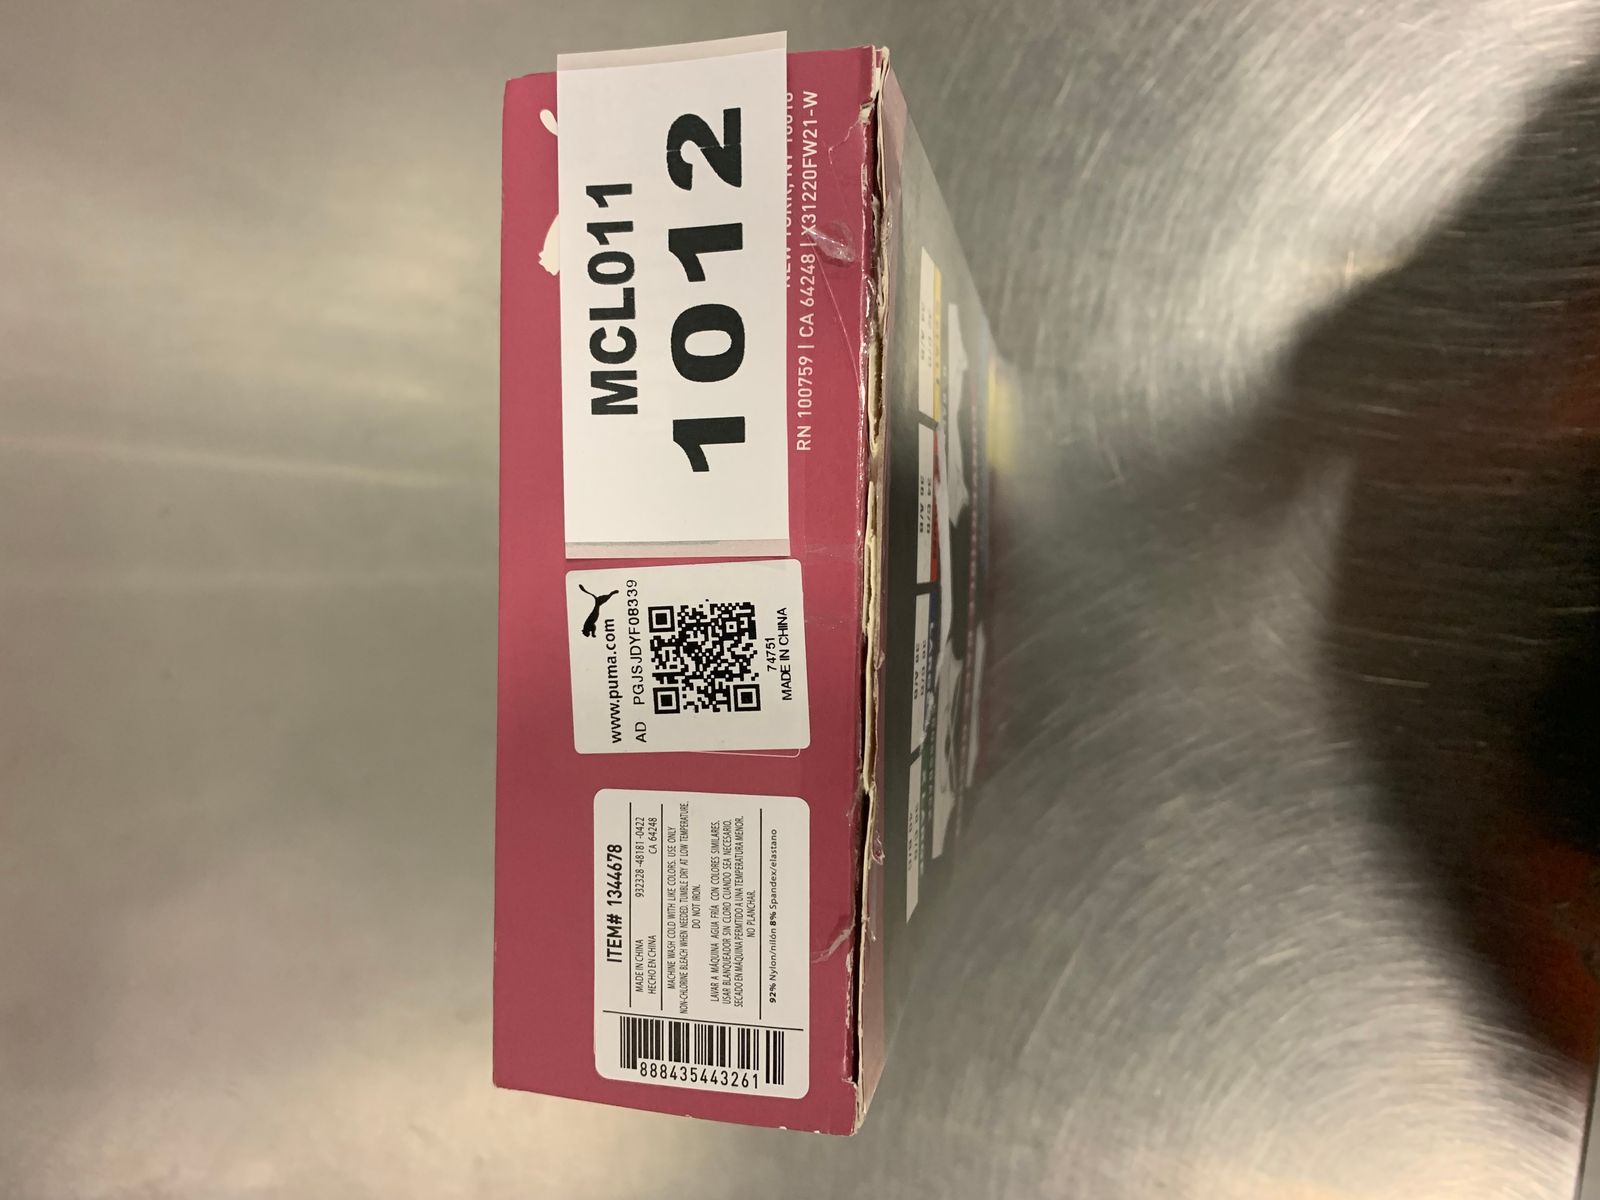 MCL011
1012
RN 100759 | CA 64248 | X31220FW21-W
www.puma.com
AD PGJSJDYF08339
74751
MADE IN CHINA
ITEM# 1344678
MADE IN CHINA 932328-48181-0422
HECHO EN CHINA CA 64248
MACHINE WASH COLD WITH LIKE COLORS. USE ONLY
NON-CHLORINE BLEACH WHEN NEEDED. TUMBLE DRY AT LOW TEMPERATURE.
DO NOT IRON.
LAVAR A MÁQUINA AGUA FRÍA CON COLORES SIMILARES.
USAR BLANQUEADOR SIN CLORO CUANDO SEA NECESARIO.
SECADO EN MÁQUINA PERMITIDO A UNA TEMPERATURA MENOR.
NO PLANCHAR.
92% Nylon/nilón 8% Spandex/elastano
888435443261